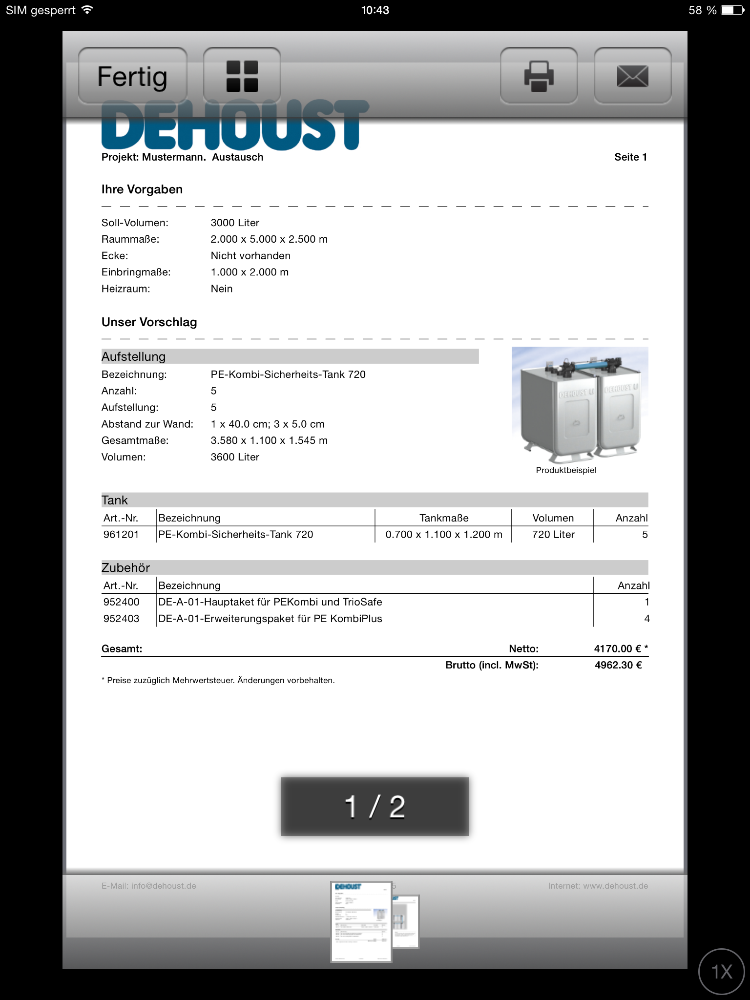 SIM gesperrt 10:43 58 %
Fertig
DEHOUST
Projekt: Mustermann. Austausch Seite 1
Ihre Vorgaben
Soll-Volumen: 3000 Liter
Raummaße: 2.000 x 5.000 x 2.500 m
Ecke: Nicht vorhanden
Einbringmaße: 1.000 x 2.000 m
Heizraum: Nein
Unser Vorschlag
Aufstellung
Bezeichnung: PE-Kombi-Sicherheits-Tank 720
Anzahl: 5
Aufstellung: 5
Abstand zur Wand: 1 x 40.0 cm; 3 x 5.0 cm
Gesamtmaße: 3.580 x 1.100 x 1.545 m
Volumen: 3600 Liter
DEHOUST DEHOUST
Produktbeispiel
Tank
Art.-Nr. Bezeichnung Tankmaße Volumen Anzahl
961201 PE-Kombi-Sicherheits-Tank 720 0.700 x 1.100 x 1.200 m 720 Liter 5
Zubehör
Art.-Nr. Bezeichnung Anzahl
952400 DE-A-01-Hauptaket für PEKombi und TrioSafe 1
952403 DE-A-01-Erweiterungspaket für PE KombiPlus 4
Gesamt: Netto: 4170.00 € *
Brutto (incl. MwSt): 4962.30 €
* Preise zuzüglich Mehrwertsteuer. Änderungen vorbehalten.
1 / 2
E-Mail: info@dehoust.de 5 Internet: www.dehoust.de
DEHOUST
1X